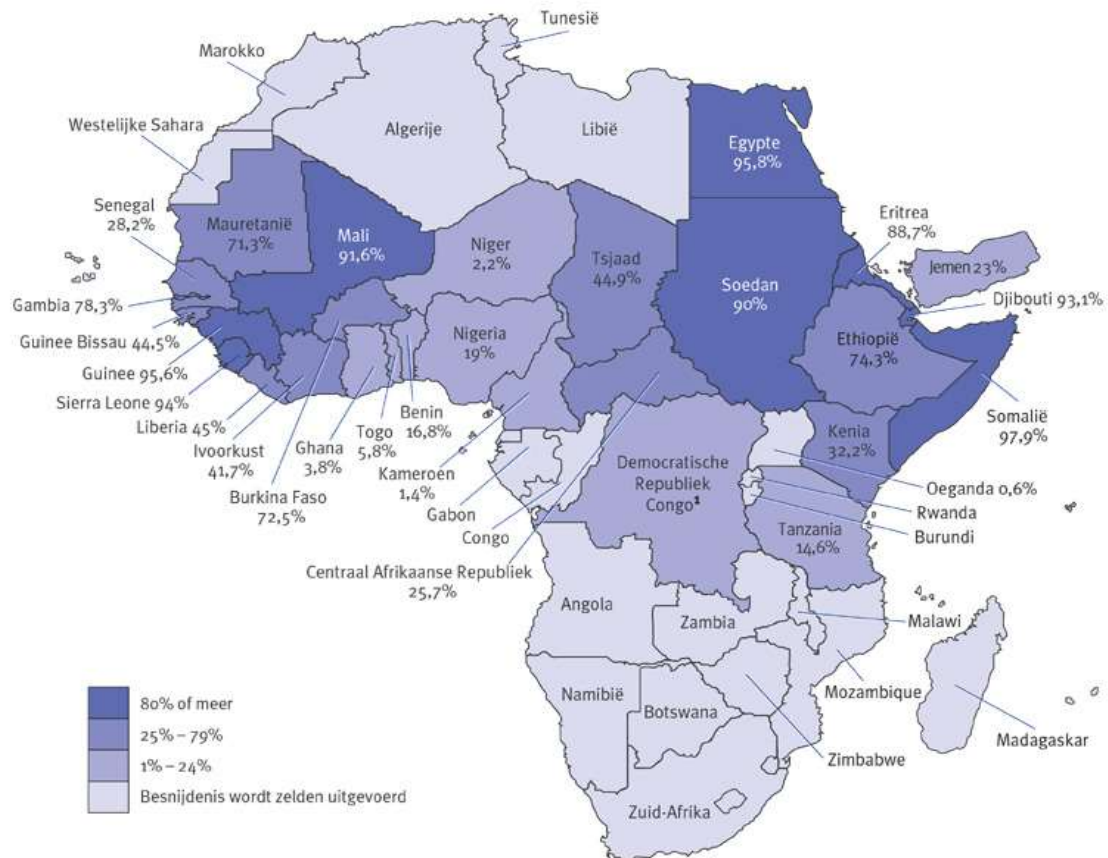 Tunesië
Marokko
Westelijke Sahara
Algerije
Libië
Egypte
95,8%
Senegal
28,2%
Mauretanië
71,3%
Mali
91,6%
Niger
2,2%
Tsjaad
44,9%
Soedan
90%
Eritrea
88,7%
Jemen 23%
Gambia 78,3%
Djibouti 93,1%
Guinee Bissau 44,5%
Nigeria
19%
Ethiopië
74,3%
Guinee 95,6%
Sierra Leone 94%
Liberia 45%
Ivoorkust
41,7%
Burkina Faso
72,5%
Ghana
3,8%
Togo
5,8%
Benin
16,8%
Kameroen
1,4%
Gabon
Congo
Centraal Afrikaanse Republiek
25,7%
Democratische
Republiek
Congo¹
Kenia
32,2%
Somalië
97,9%
Oeganda 0,6%
Rwanda
Burundi
Tanzania
14,6%
Angola
Zambia
Malawi
Mozambique
Namibië
Botswana
Zimbabwe
Madagaskar
Zuid-Afrika
80% of meer
25% – 79%
1% – 24%
Besnijdenis wordt zelden uitgevoerd